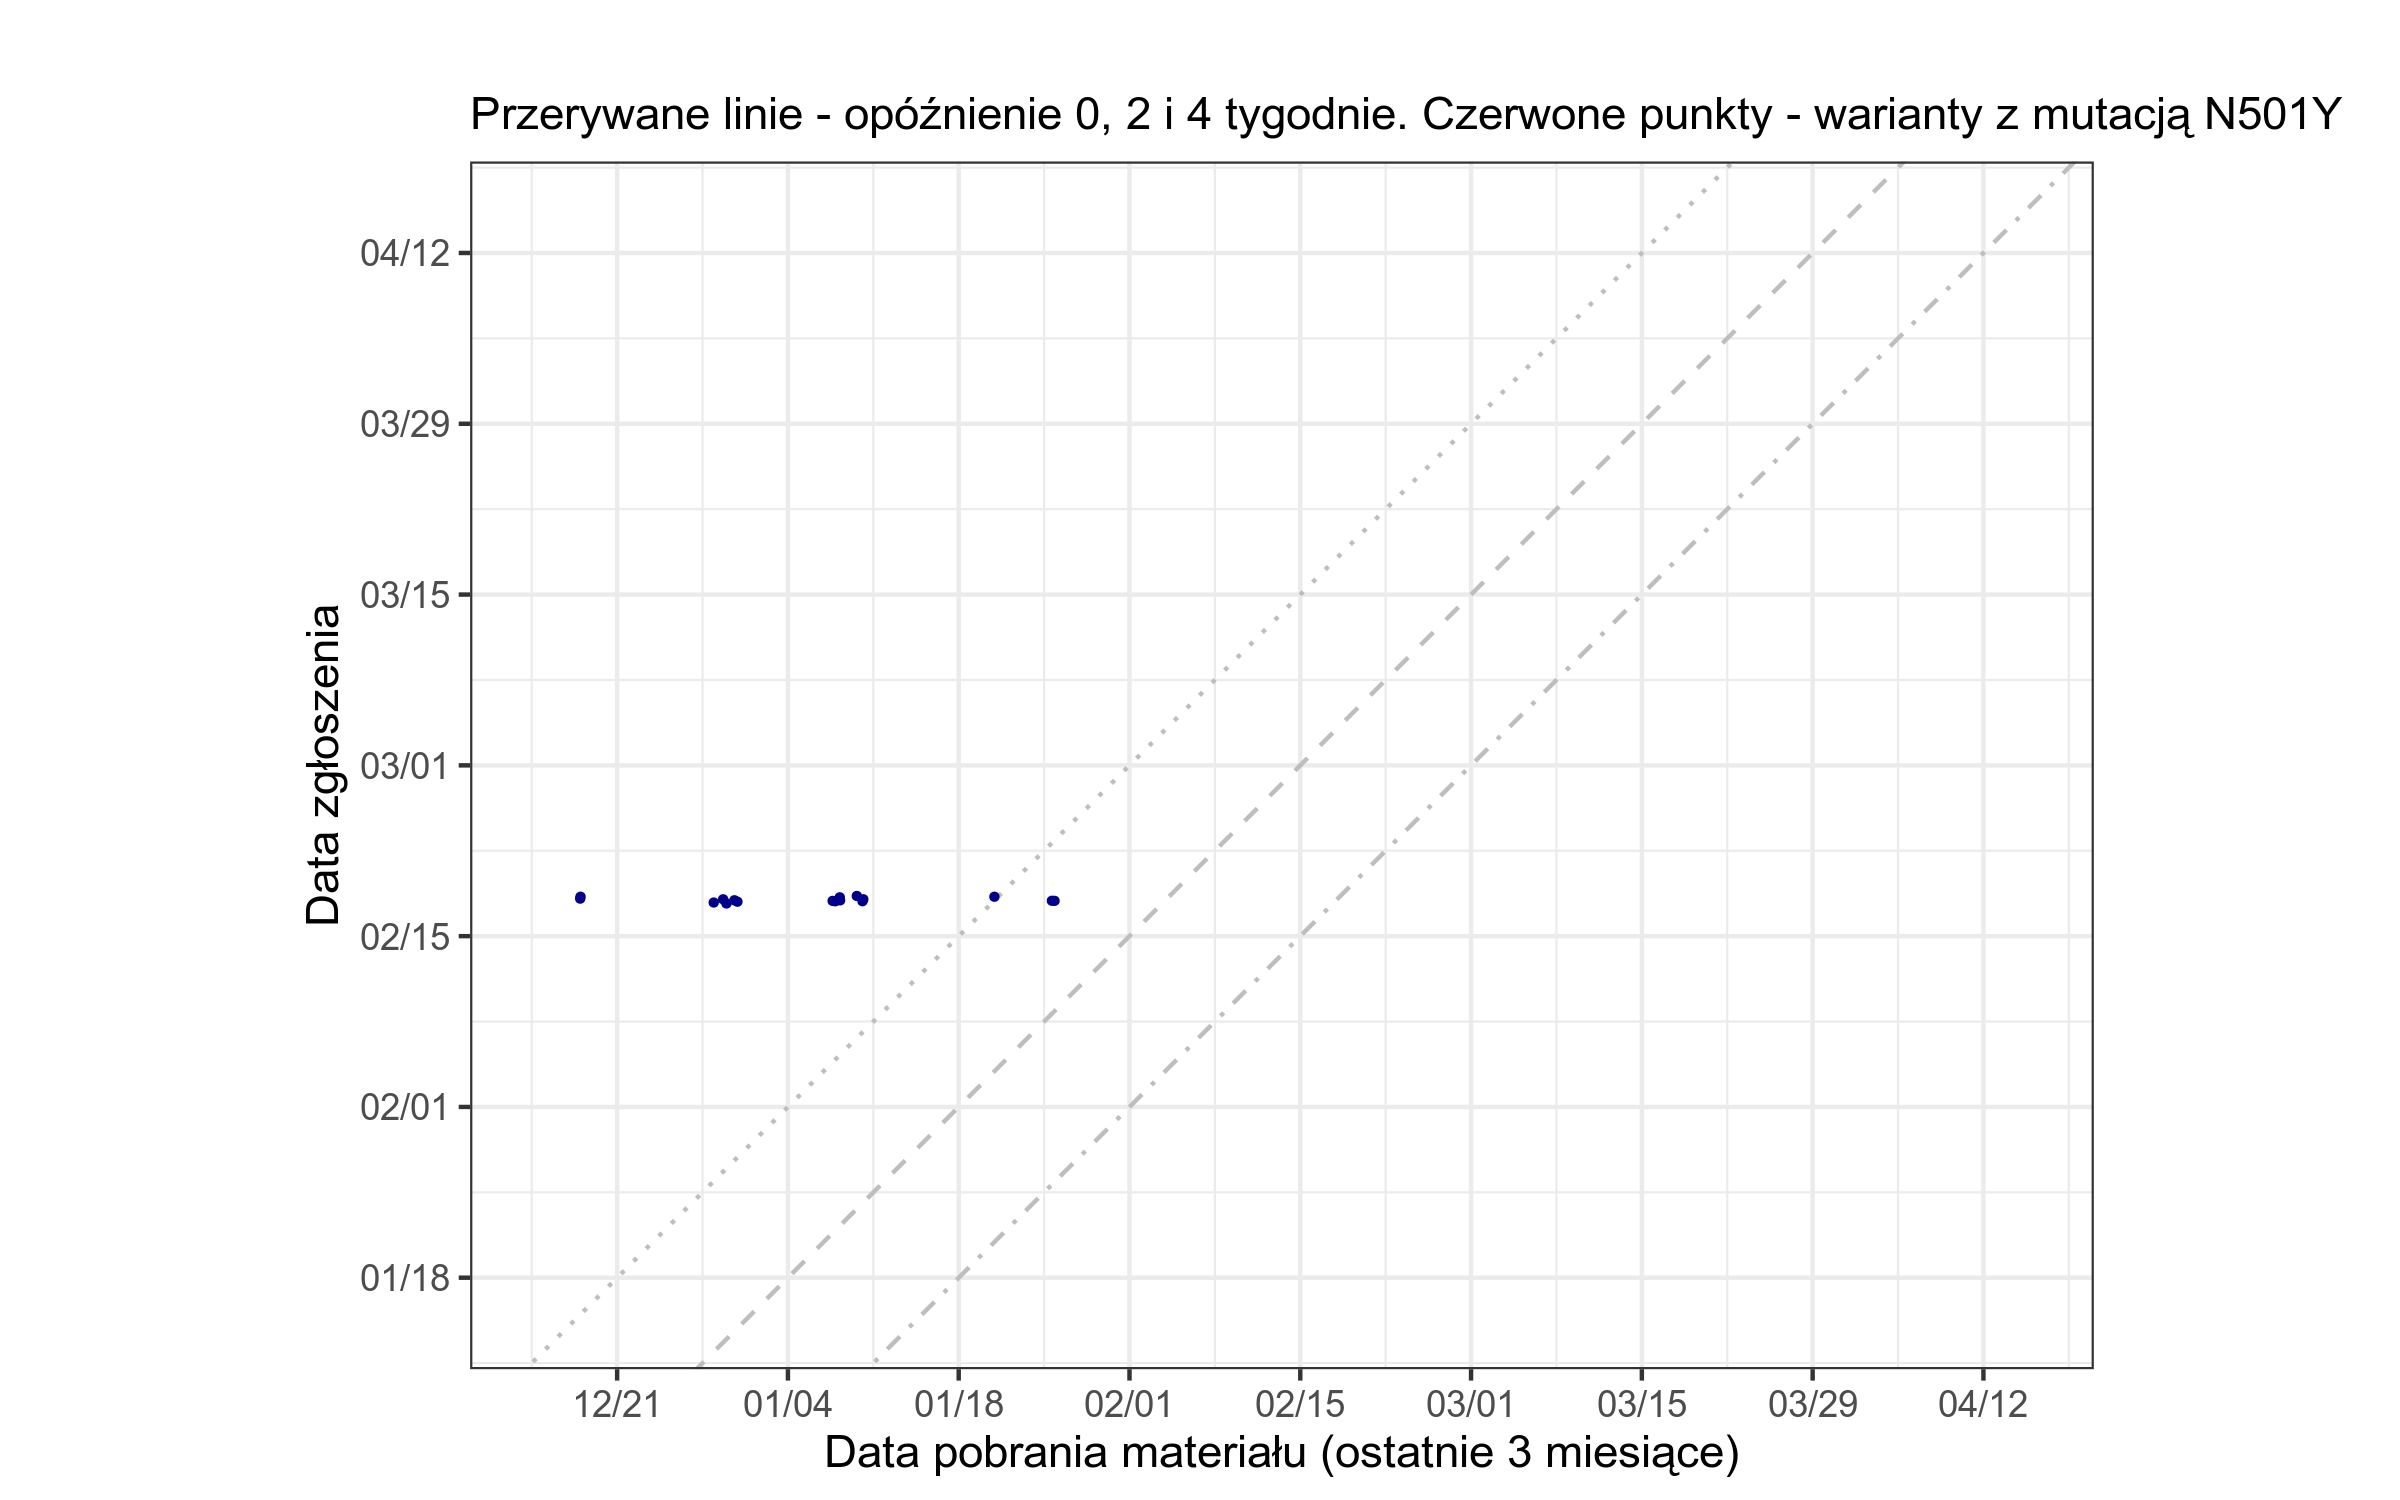 Przerywane linie - opóźnienie 0, 2 i 4 tygodnie. Czerwone punkty - warianty z mutacją N501Y
Data zgłoszenia
04/12
03/29
03/15
03/01
02/15
02/01
01/18
12/21 01/04 01/18 02/01 02/15 03/01 03/15 03/29 04/12
Data pobrania materiału (ostatnie 3 miesiące)